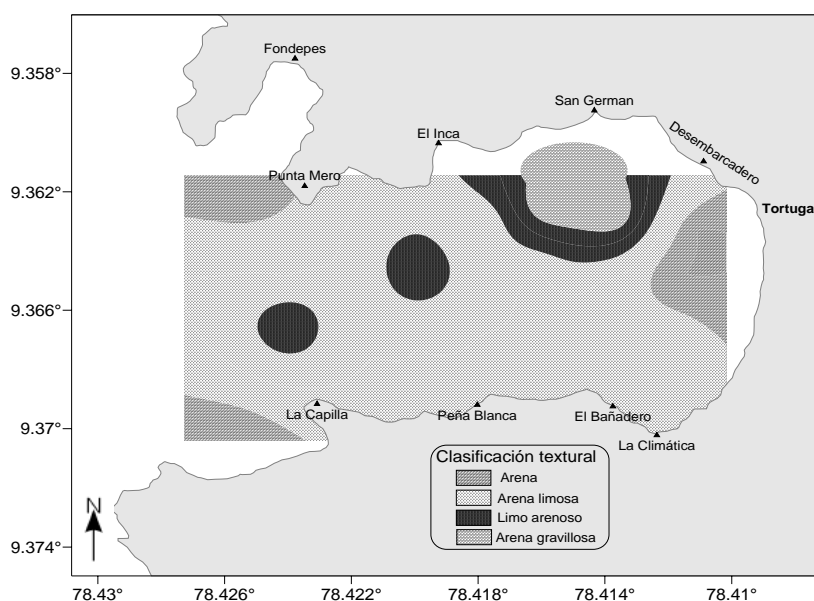 Fondepes
9.358°
San German
El Inca
Desembarcadero
9.362°
Punta Mero
Tortuga
9.366°
La Capilla
Peña Blanca
El Bañadero
9.37°
La Climática
Clasificación textural
Arena
Arena limosa
Limo arenoso
Arena gravillosa
N
9.374°
78.43°
78.426°
78.422°
78.418°
78.414°
78.41°